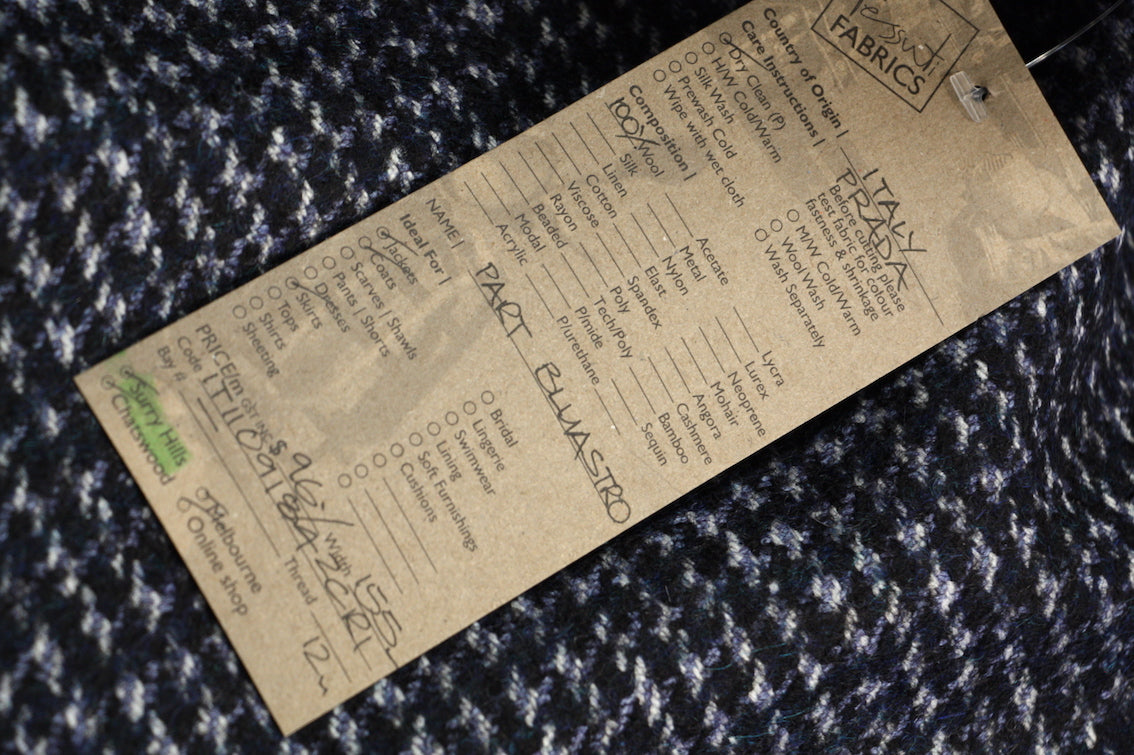 Tessuti
FABRICS
Country of Origin | ITALY
PRADA
Care Instructions | Before cutting please
test fabric for colour
fastness & shrinkage
Dry Clean (P)
H/W Cold/Warm
Silk Wash
Prewash Cold
Wipe with wet cloth
M/W Cold/Warm
Wool Wash
Wash Separately
Composition |
100% Wool
Silk
Linen
Cotton
Viscose
Rayon
Beaded
Modal
Acrylic
Acetate
Metal
Nylon
Elast
Spandex
Poly
Tech/Poly
P/mide
P/urethane
Lycra
Lurex
Neoprene
Mohair
Angora
Cashmere
Bamboo
Sequin
NAME | PART BLUASTRO
Ideal For |
Jackets
Coats
Scarves | Shawls
Pants | Shorts
Dresses
Skirts
Tops
Shirts
Sheeting
Bridal
Lingerie
Swimwear
Lining
Soft Furnishings
Cushions
PRICE/m GST INC $ 96 Width 155
Code
Bay # Thread 12m
Surry Hills
Chatswood
Melbourne
Online shop